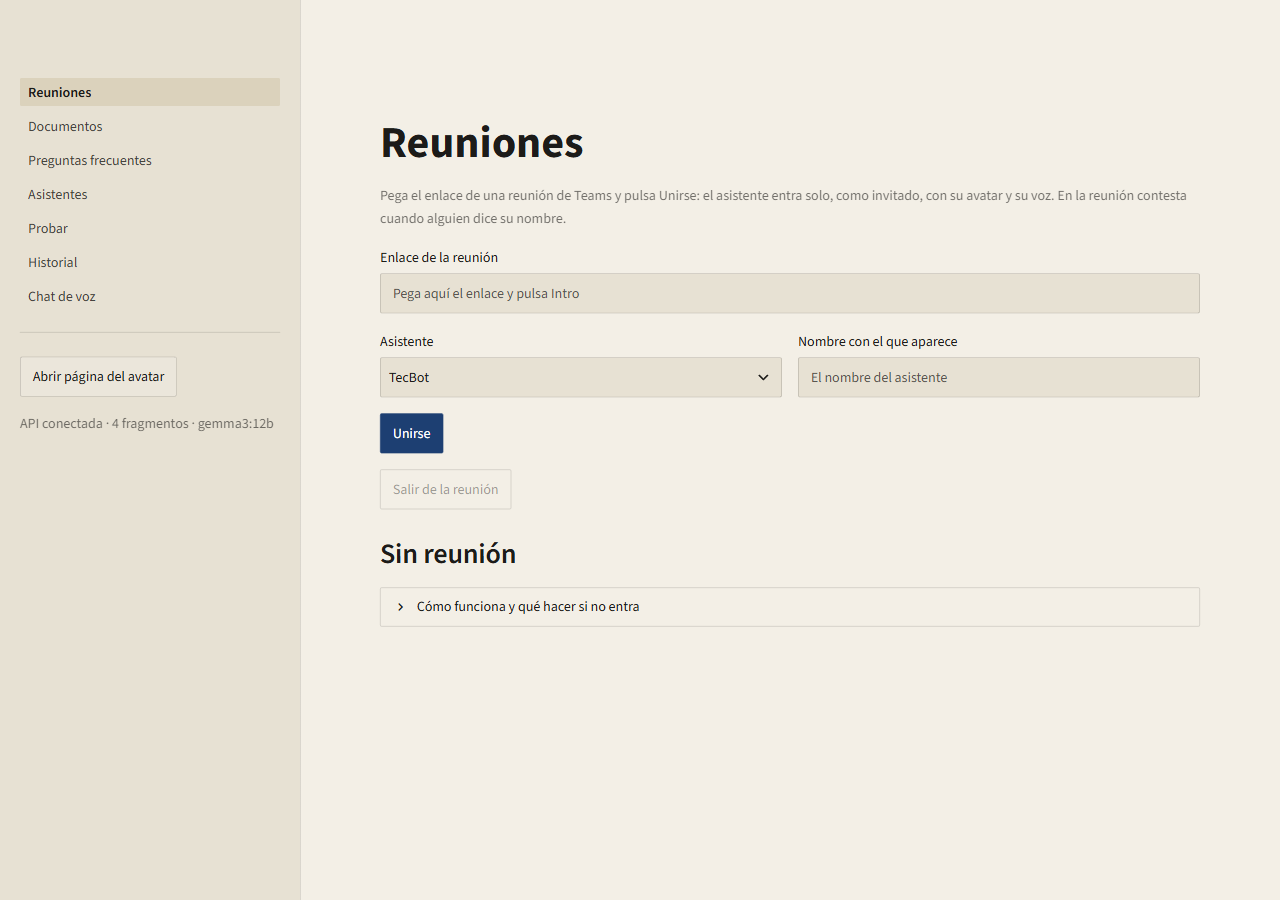 Reuniones
Documentos
Preguntas frecuentes
Asistentes
Probar
Historial
Chat de voz
Abrir página del avatar
API conectada · 4 fragmentos · gemma3:12b
Reuniones
Pega el enlace de una reunión de Teams y pulsa Unirse: el asistente entra solo, como invitado, con su avatar y su voz. En la reunión contesta
cuando alguien dice su nombre.
Enlace de la reunión
Pega aquí el enlace y pulsa Intro
Asistente
Nombre con el que aparece
TecBot
El nombre del asistente
Unirse
Salir de la reunión
Sin reunión
Cómo funciona y qué hacer si no entra